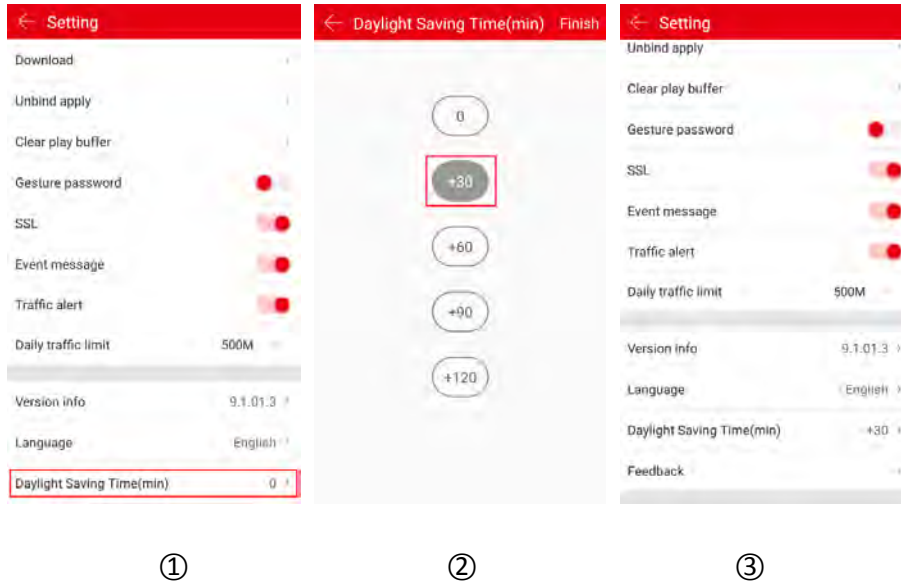 Setting
Download
Unbind apply
Clear play buffer
Gesture password
SSL
Event message
Traffic alert
Daily traffic limit 500M
Version info 9.1.01.3
Language English
Daylight Saving Time(min) 0
①
Daylight Saving Time(min) Finish
0
+30
+60
+90
+120
②
Setting
Unbind apply
Clear play buffer
Gesture password
SSL
Event message
Traffic alert
Daily traffic limit 500M
Version info 9.1.01.3
Language English
Daylight Saving Time(min) +30
Feedback
③